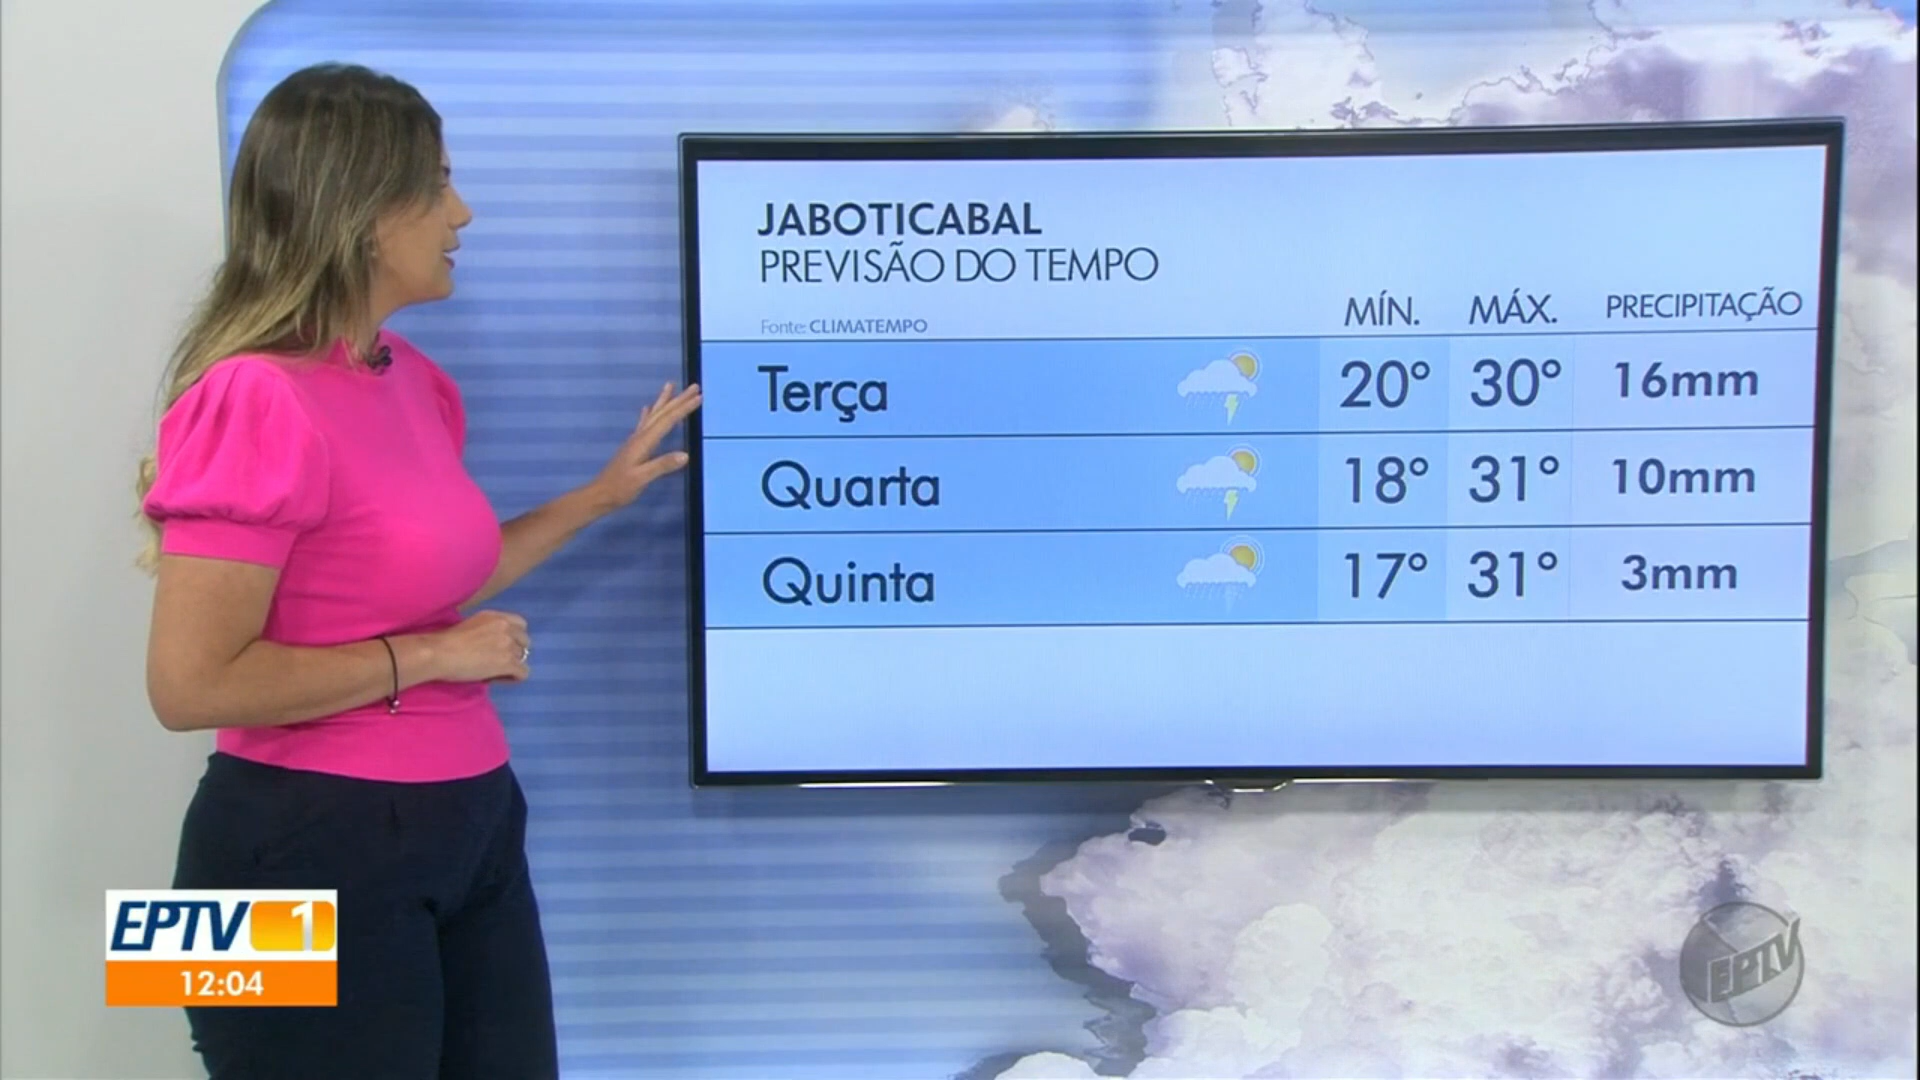 JABOTICABAL
PREVISÃO DO TEMPO
Fonte: CLIMATEMPO
MÍN. MÁX. PRECIPITAÇÃO
Terça 20° 30° 16mm
Quarta 18° 31° 10mm
Quinta 17° 31° 3mm
EPTV 1
12:04
EPTV